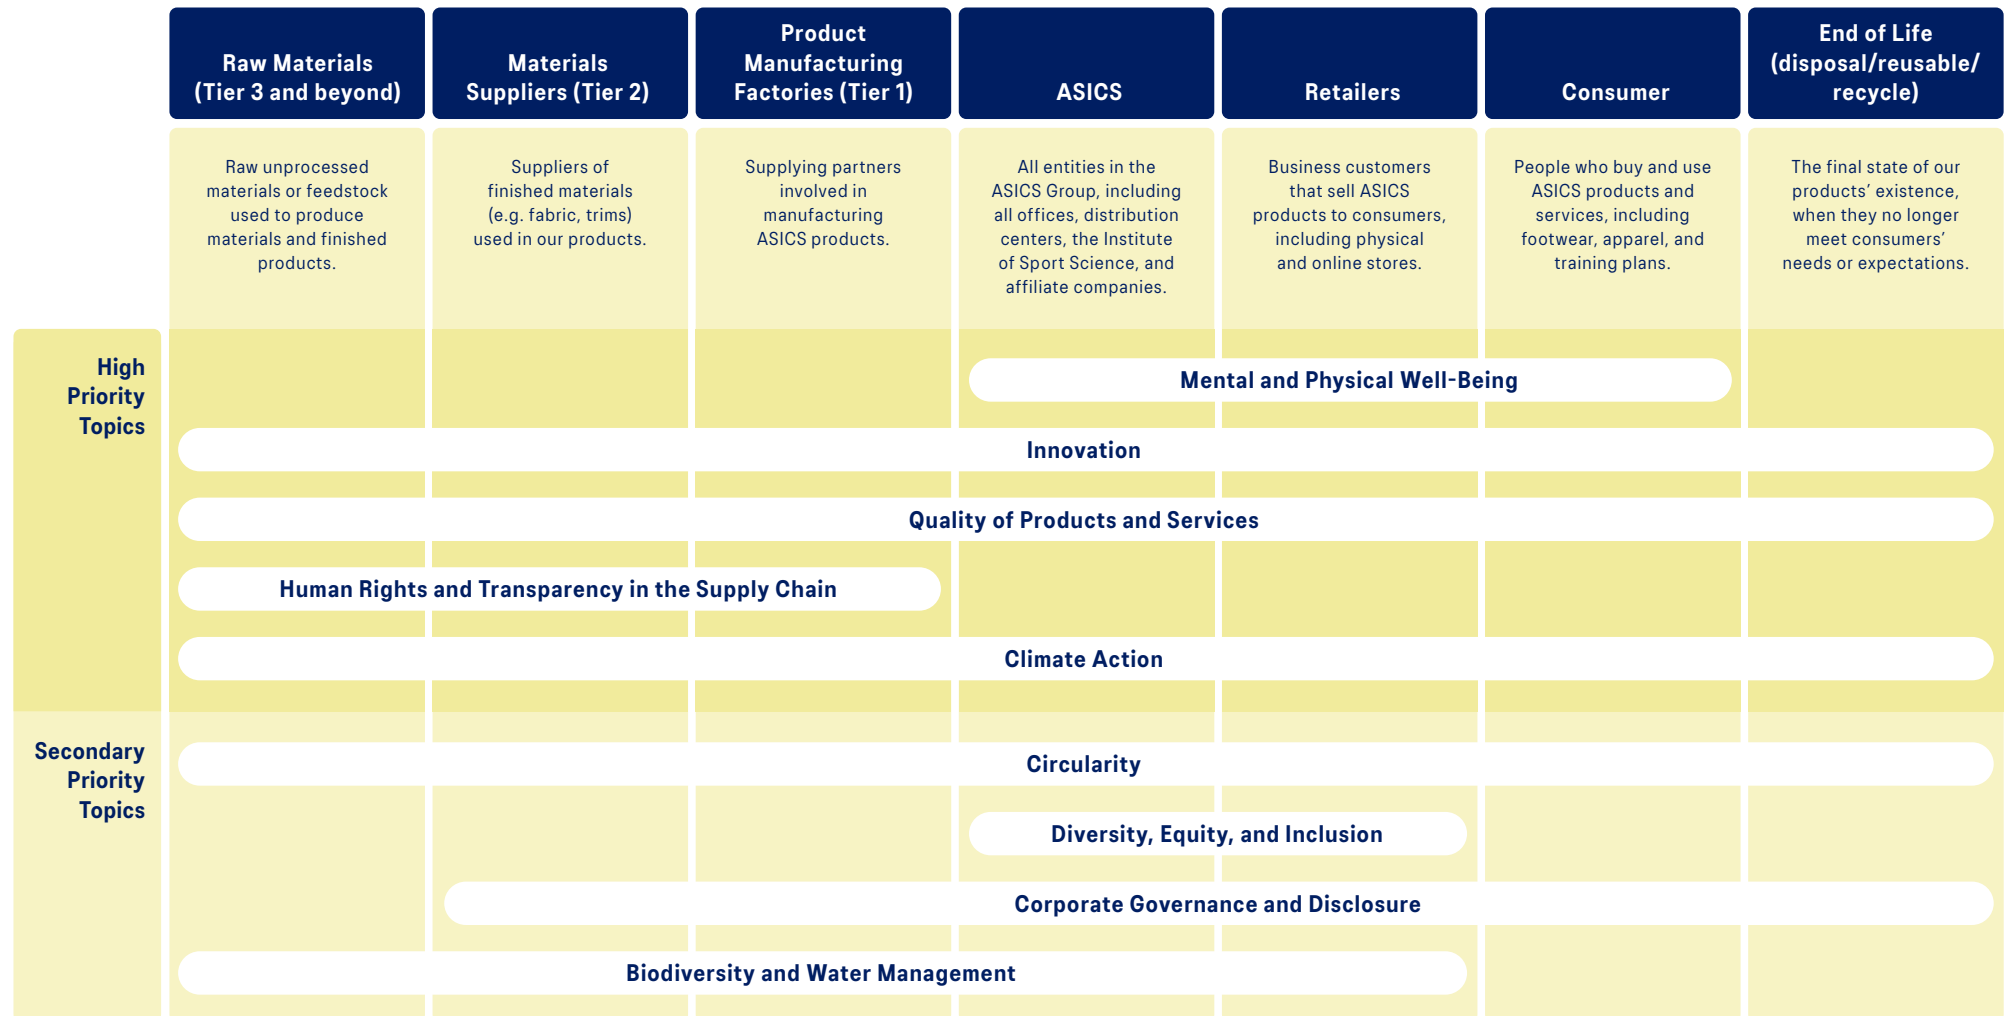 Raw Materials
(Tier 3 and beyond)
Materials
Suppliers (Tier 2)
Product
Manufacturing
Factories (Tier 1)
ASICS
Retailers
Consumer
End of Life
(disposal/reusable/
recycle)
Raw unprocessed
materials or feedstock
used to produce
materials and finished
products.
Suppliers of
finished materials
(e.g. fabric, trims)
used in our products.
Supplying partners
involved in
manufacturing
ASICS products.
All entities in the
ASICS Group, including
all offices, distribution
centers, the Institute
of Sport Science, and
affiliate companies.
Business customers
that sell ASICS
products to consumers,
including physical
and online stores.
People who buy and use
ASICS products and
services, including
footwear, apparel, and
training plans.
The final state of our
products’ existence,
when they no longer
meet consumers’
needs or expectations.
High
Priority
Topics
Mental and Physical Well-Being
Innovation
Quality of Products and Services
Human Rights and Transparency in the Supply Chain
Climate Action
Secondary
Priority
Topics
Circularity
Diversity, Equity, and Inclusion
Corporate Governance and Disclosure
Biodiversity and Water Management